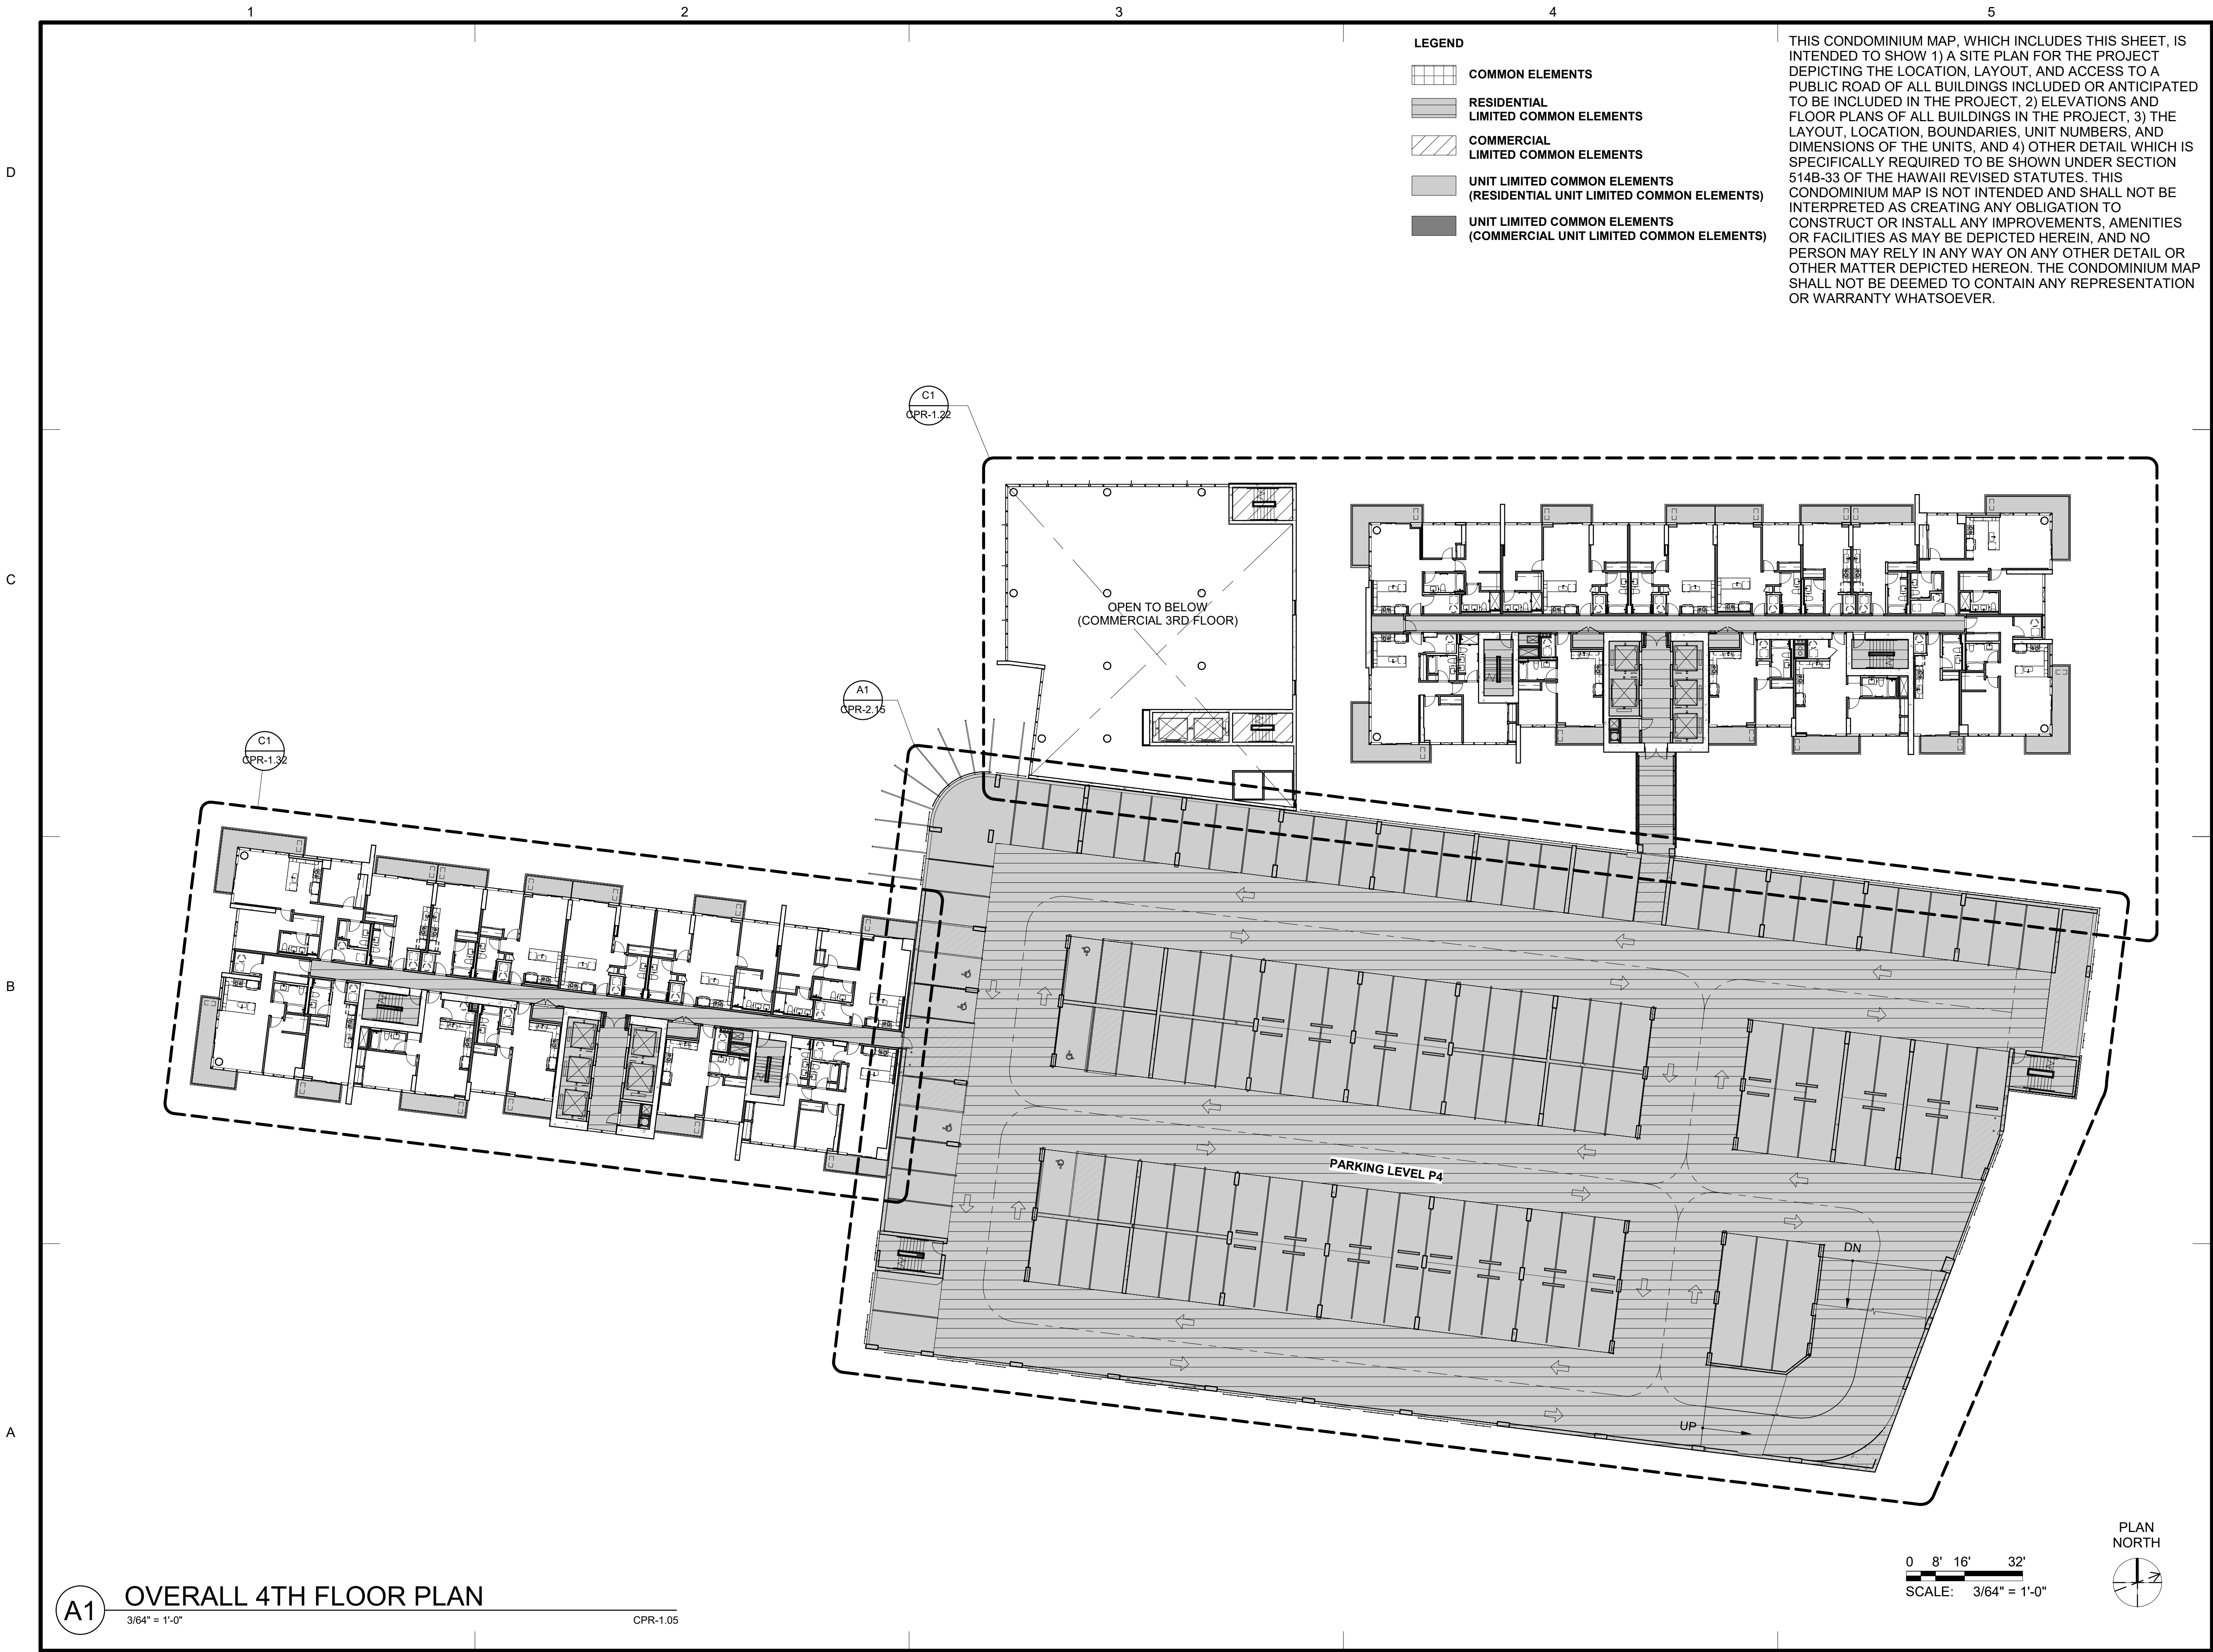 1
2
3
4
5
LEGEND
COMMON ELEMENTS
RESIDENTIAL
LIMITED COMMON ELEMENTS
COMMERCIAL
LIMITED COMMON ELEMENTS
UNIT LIMITED COMMON ELEMENTS
(RESIDENTIAL UNIT LIMITED COMMON ELEMENTS)
UNIT LIMITED COMMON ELEMENTS
(COMMERCIAL UNIT LIMITED COMMON ELEMENTS)
THIS CONDOMINIUM MAP, WHICH INCLUDES THIS SHEET, IS
INTENDED TO SHOW 1) A SITE PLAN FOR THE PROJECT
DEPICTING THE LOCATION, LAYOUT, AND ACCESS TO A
PUBLIC ROAD OF ALL BUILDINGS INCLUDED OR ANTICIPATED
TO BE INCLUDED IN THE PROJECT, 2) ELEVATIONS AND
FLOOR PLANS OF ALL BUILDINGS IN THE PROJECT, 3) THE
LAYOUT, LOCATION, BOUNDARIES, UNIT NUMBERS, AND
DIMENSIONS OF THE UNITS, AND 4) OTHER DETAIL WHICH IS
SPECIFICALLY REQUIRED TO BE SHOWN UNDER SECTION
514B-33 OF THE HAWAII REVISED STATUTES. THIS
CONDOMINIUM MAP IS NOT INTENDED AND SHALL NOT BE
INTERPRETED AS CREATING ANY OBLIGATION TO
CONSTRUCT OR INSTALL ANY IMPROVEMENTS, AMENITIES
OR FACILITIES AS MAY BE DEPICTED HEREIN, AND NO
PERSON MAY RELY IN ANY WAY ON ANY OTHER DETAIL OR
OTHER MATTER DEPICTED HEREON. THE CONDOMINIUM MAP
SHALL NOT BE DEEMED TO CONTAIN ANY REPRESENTATION
OR WARRANTY WHATSOEVER.
D
C1
CPR-1.22
C
OPEN TO BELOW
(COMMERCIAL 3RD FLOOR)
A1
CPR-2.15
C1
CPR-1.32
B
PARKING LEVEL P4
DN
UP
A
PLAN
NORTH
0 8' 16' 32'
SCALE: 3/64" = 1'-0"
A1
OVERALL 4TH FLOOR PLAN
3/64" = 1'-0"
CPR-1.05